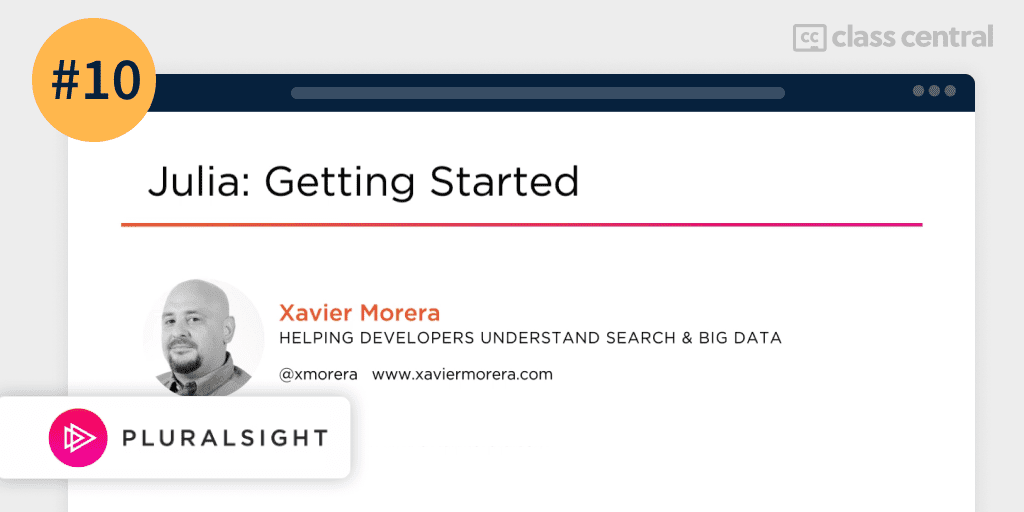 #10
cc class central
Julia: Getting Started
Xavier Morera
HELPING DEVELOPERS UNDERSTAND SEARCH & BIG DATA
@xmorera www.xaviermorera.com
PLURALSIGHT